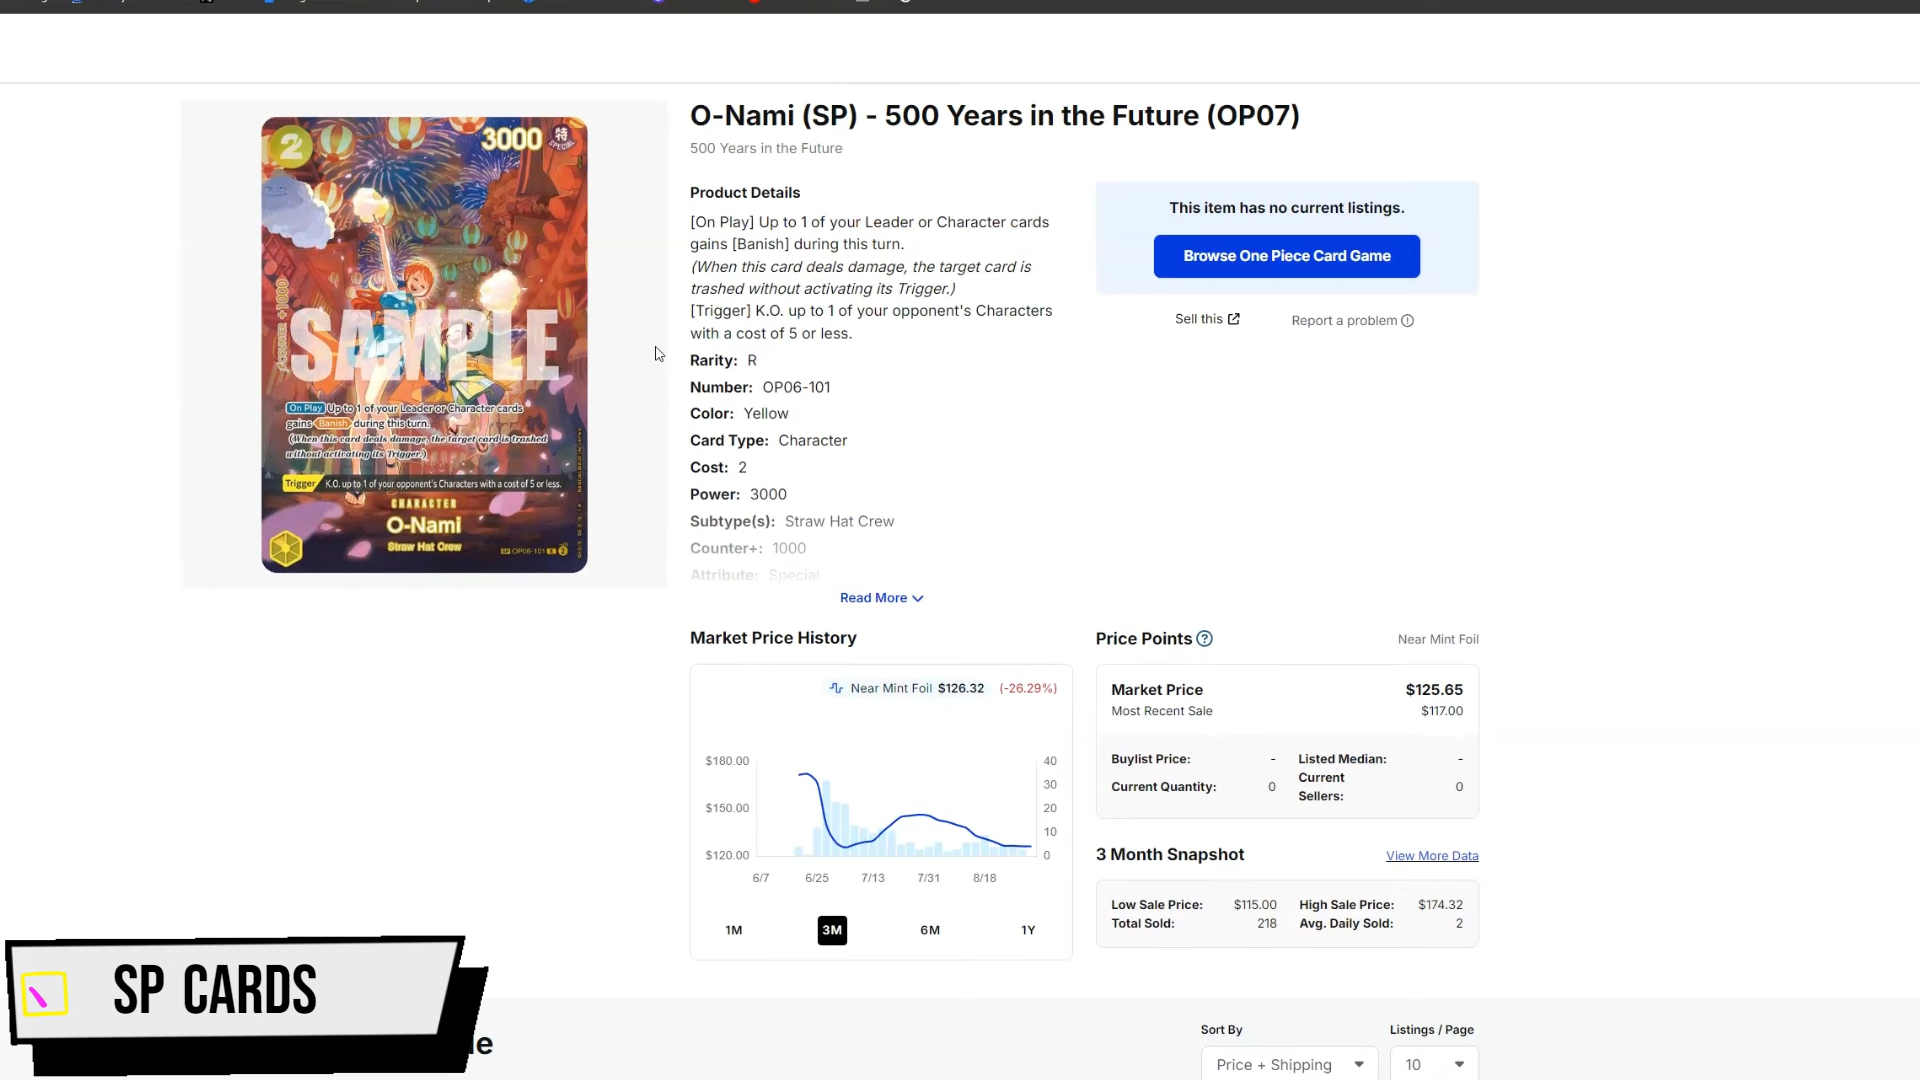 O-Nami (SP) - 500 Years in the Future (OP07)
500 Years in the Future
2
3000
特
SPECIAL
COUNTER +1000
SAMPLE
On Play Up to 1 of your Leader or Character cards
gains Banish during this turn.
(When this card deals damage, the target card is trashed
without activating its Trigger.)
Trigger K.O. up to 1 of your opponent's Characters with a cost of 5 or less.
CHARACTER
O-Nami
Straw Hat Crew
SP OP06-101 R 2
Product Details
[On Play] Up to 1 of your Leader or Character cards
gains [Banish] during this turn.
(When this card deals damage, the target card is
trashed without activating its Trigger.)
[Trigger] K.O. up to 1 of your opponent's Characters
with a cost of 5 or less.
Rarity: R
Number: OP06-101
Color: Yellow
Card Type: Character
Cost: 2
Power: 3000
Subtype(s): Straw Hat Crew
Counter+: 1000
Attribute: Special
Read More
This item has no current listings.
Browse One Piece Card Game
Sell this
Report a problem
Market Price History
Near Mint Foil $126.32 (-26.29%)
$180.00
$150.00
$120.00
40
30
20
10
0
6/7 6/25 7/13 7/31 8/18
1M 3M 6M 1Y
Price Points ?
Near Mint Foil
Market Price $125.65
Most Recent Sale $117.00
Buylist Price: - Listed Median: -
Current Quantity: 0 Current Sellers: 0
3 Month Snapshot
View More Data
Low Sale Price: $115.00 High Sale Price: $174.32
Total Sold: 218 Avg. Daily Sold: 2
SP CARDS
Sort By
Price + Shipping
Listings / Page
10